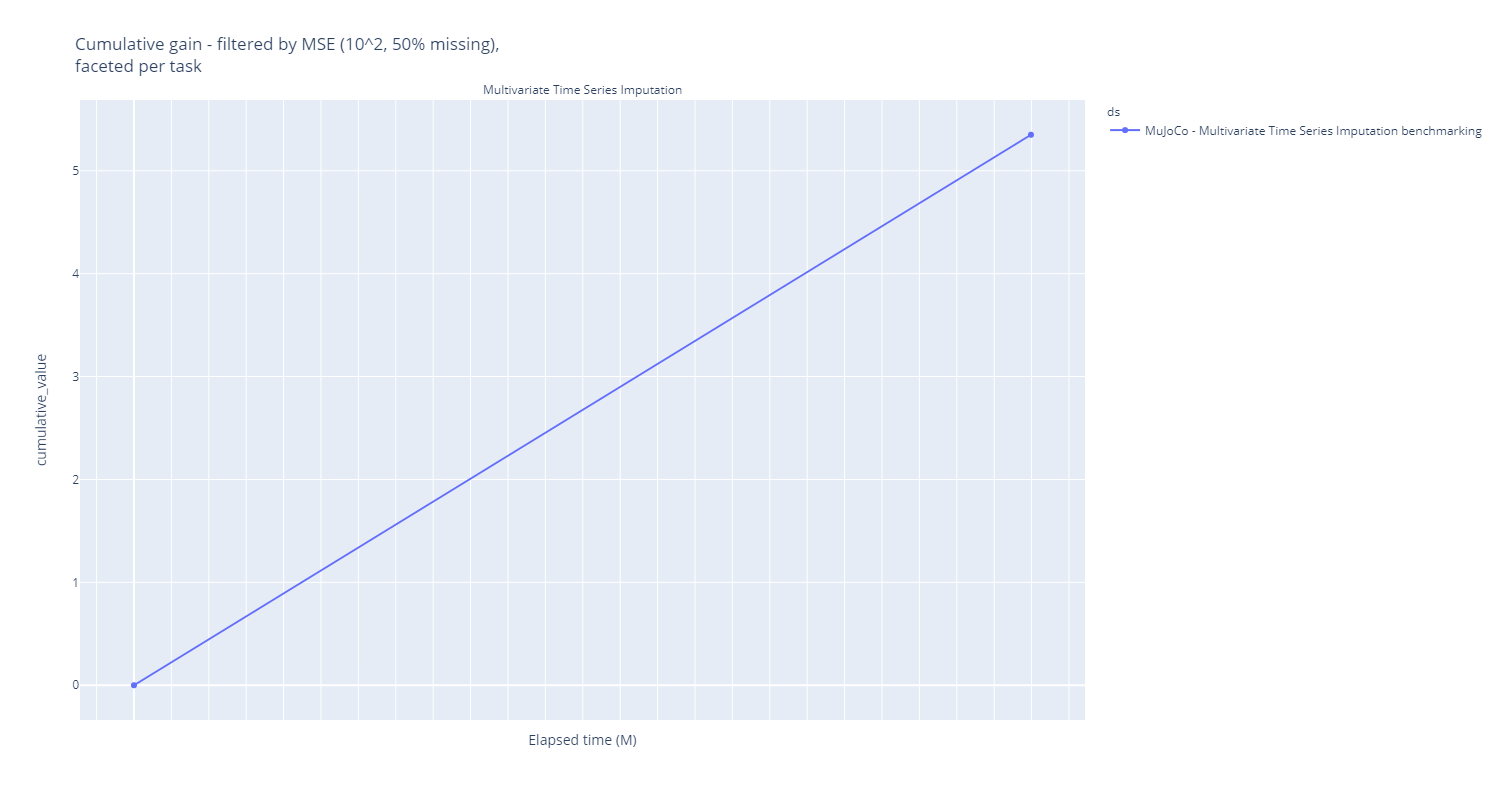 Cumulative gain - filtered by MSE (10^2, 50% missing),
faceted per task
Multivariate Time Series Imputation
ds
MuJoCo - Multivariate Time Series Imputation benchmarking
5
4
3
2
1
0
cumulative_value
Elapsed time (M)